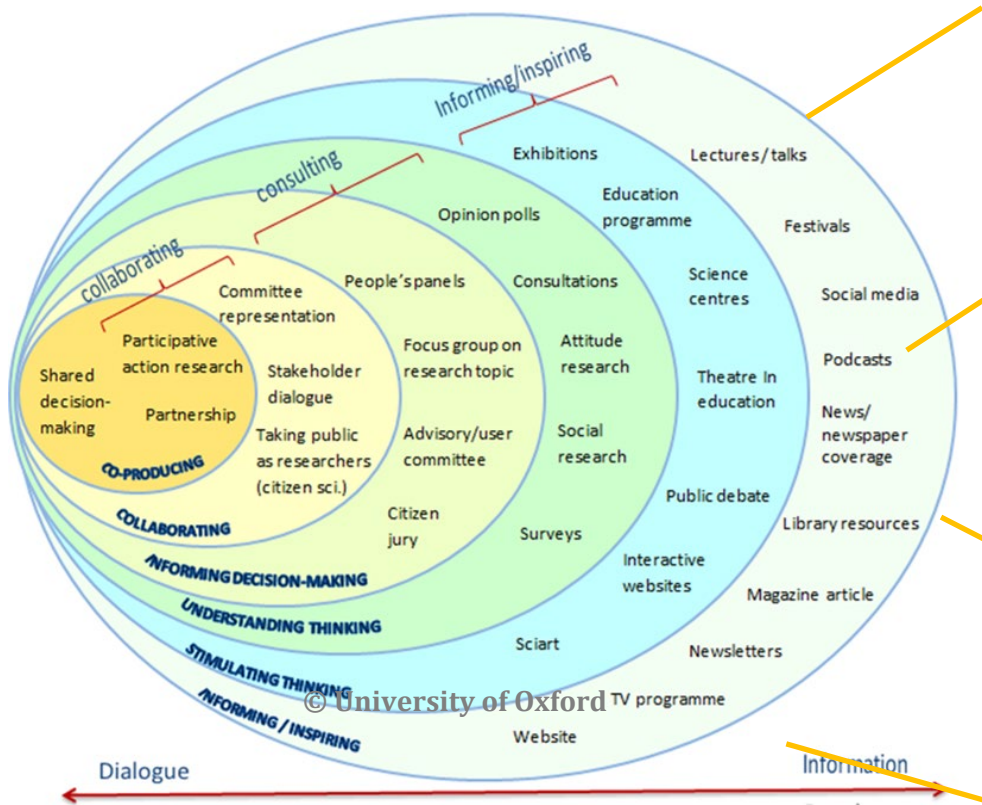 Informing/inspiring
consulting
collaborating
Exhibitions
Lectures / talks
Education
programme
Opinion polls
Festivals
Science
centres
Consultations
People's panels
Committee
representation
Social media
Participative
action research
Shared
decision-
making
Partnership
Stakeholder
dialogue
Focus group on
research topic
Attitude
research
Podcasts
Theatre In
education
News/
newspaper
coverage
Taking public
as researchers
(citizen sci.)
Advisory/user
committee
Social
research
CO-PRODUCING
Public debate
Library resources
Citizen
jury
Surveys
COLLABORATING
Interactive
websites
INFORMING DECISION-MAKING
Magazine article
UNDERSTANDING THINKING
Sciart
Newsletters
STIMULATING THINKING
© University of Oxford
TV programme
INFORMING / INSPIRING
Website
Dialogue
Information